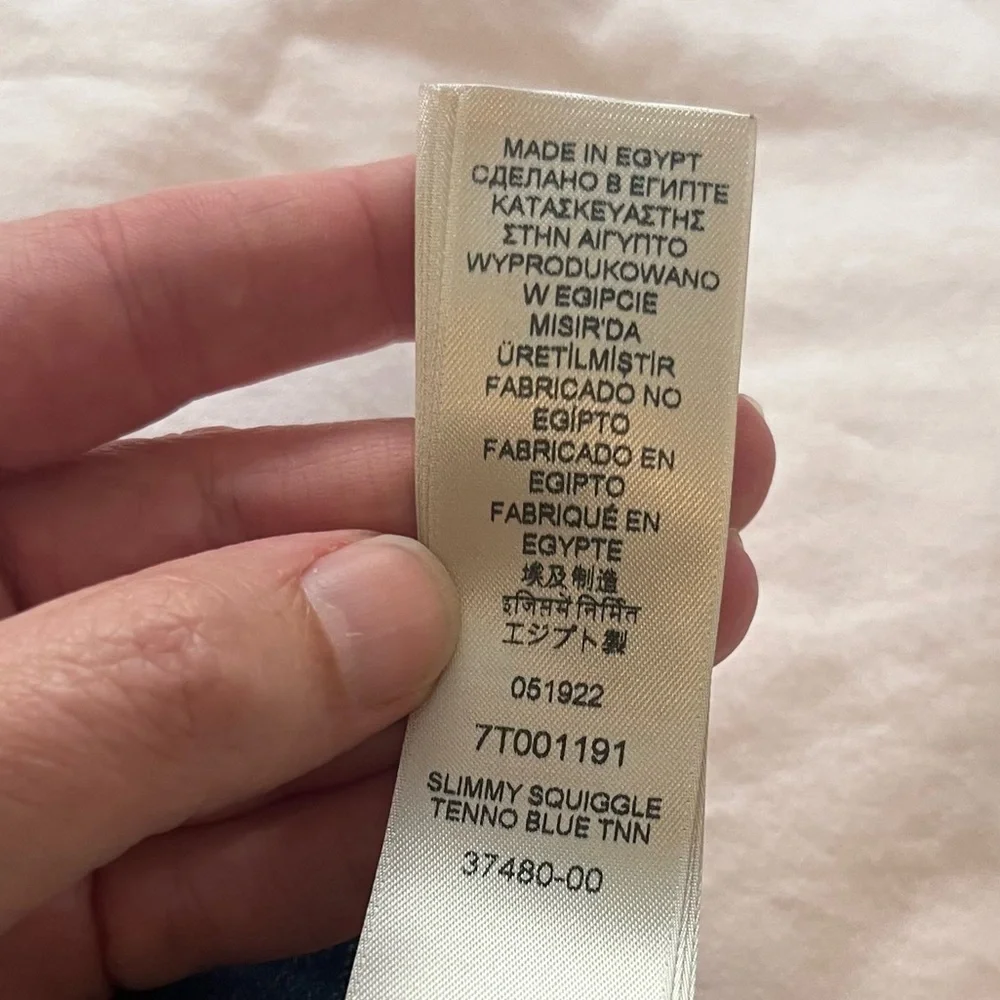 MADE IN EGYPT
СДЕЛАНО В ЕГИПТЕ
ΚΑΤΑΣΚΕΥΑΣΤΗΣ
ΣΤΗΝ ΑΙΓΥΠΤΟ
WYPRODUKOWANO
W EGIPCIE
MISIR'DA
ÜRETİLMİŞTİR
FABRICADO NO
EGIPTO
FABRICADO EN
EGIPTO
FABRIQUÉ EN
EGYPTE
埃及制造
इजिसमे निर्मित
エジプト製
051922
7T001191
SLIMMY SQUIGGLE
TENNO BLUE TNN
37480-00